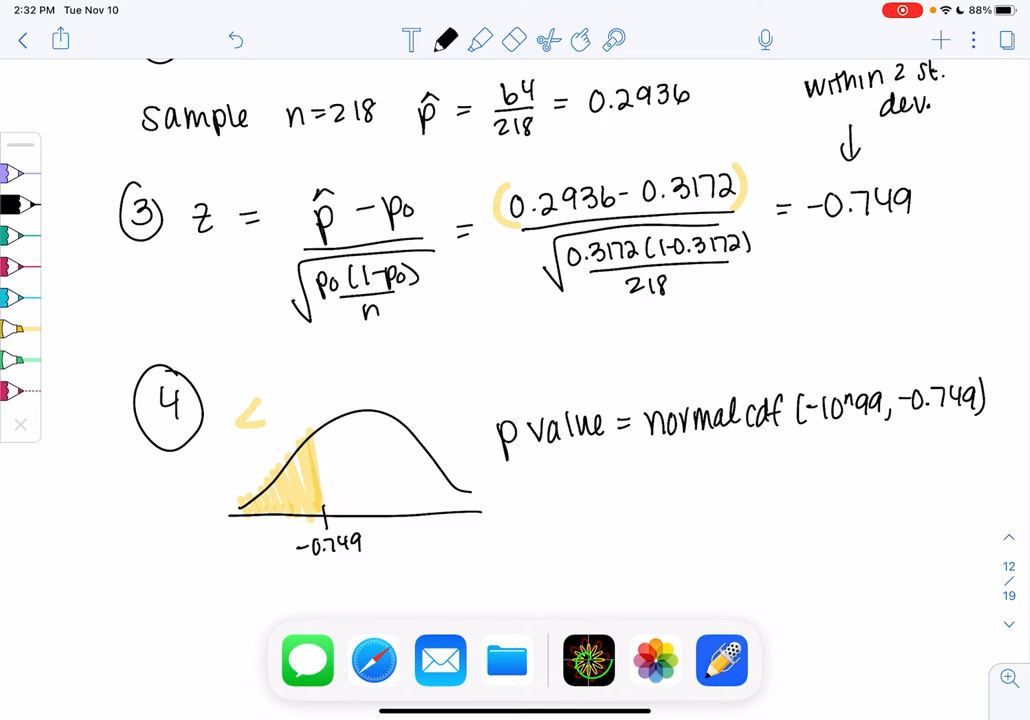 2:32 PM Tue Nov 10
88%
T
within 2 st.
dev.
sample n=218 p̂ = 64/218 = 0.2936
③ z = (p̂ - p0)/√(p0(1-p0)/n) = (0.2936 - 0.3172)/√(0.3172(1-0.3172)/218) = -0.749
④ <
p value = normalcdf(-10^99, -0.749)
-0.749
12
/
19